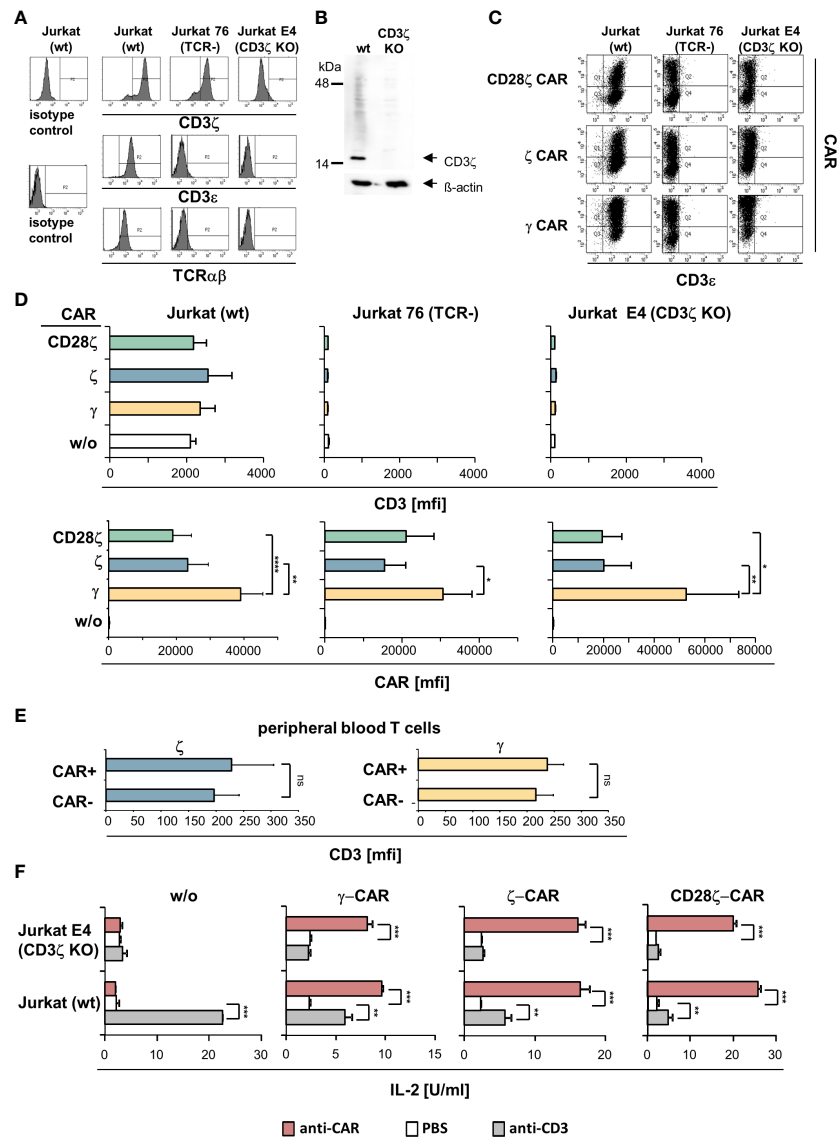 A
Jurkat (wt)
Jurkat (wt)
Jurkat 76 (TCR-)
Jurkat E4 (CD3ζ KO)
P2
isotype control
CD3ζ
P2
CD3ε
isotype control
P2
TCRαβ
B
kDa
wt
CD3ζ KO
48
14
CD3ζ
ß-actin
C
Jurkat (wt)
Jurkat 76 (TCR-)
Jurkat E4 (CD3ζ KO)
CD28ζ CAR
ζ CAR
γ CAR
Q1
Q2
Q3
Q4
CAR
CD3ε
D
CAR
Jurkat (wt)
Jurkat 76 (TCR-)
Jurkat E4 (CD3ζ KO)
CD28ζ
ζ
γ
w/o
0 2000 4000
0 2000 4000
0 2000 4000
CD3 [mfi]
CD28ζ
ζ
γ
w/o
**** **
*
** *
0 20000 40000
0 20000 40000
0 20000 40000 60000 80000
CAR [mfi]
E
peripheral blood T cells
ζ
γ
CAR+
CAR-
ns
CAR+
CAR-
ns
0 50 100 150 200 250 300 350
0 50 100 150 200 250 300 350
CD3 [mfi]
F
w/o
γ–CAR
ζ–CAR
CD28ζ–CAR
Jurkat E4 (CD3ζ KO)
*** *** ***
Jurkat (wt)
*** *** *** ***
** ** **
0 10 20 30
0 5 10 15
0 10 20
0 10 20 30
IL-2 [U/ml]
anti-CAR
PBS
anti-CD3